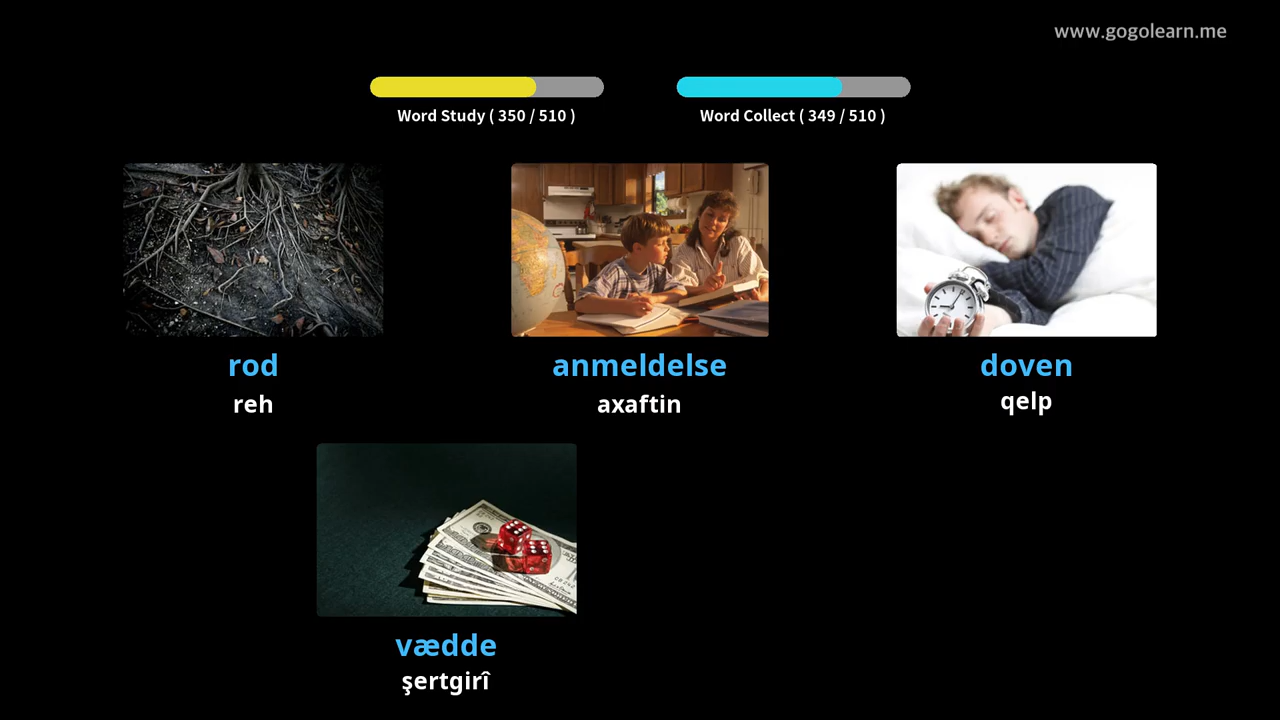 www.gogolearn.me
Word Study ( 350 / 510 )
Word Collect ( 349 / 510 )
rod
reh
anmeldelse
axaftin
doven
qelp
vædde
şertgirî